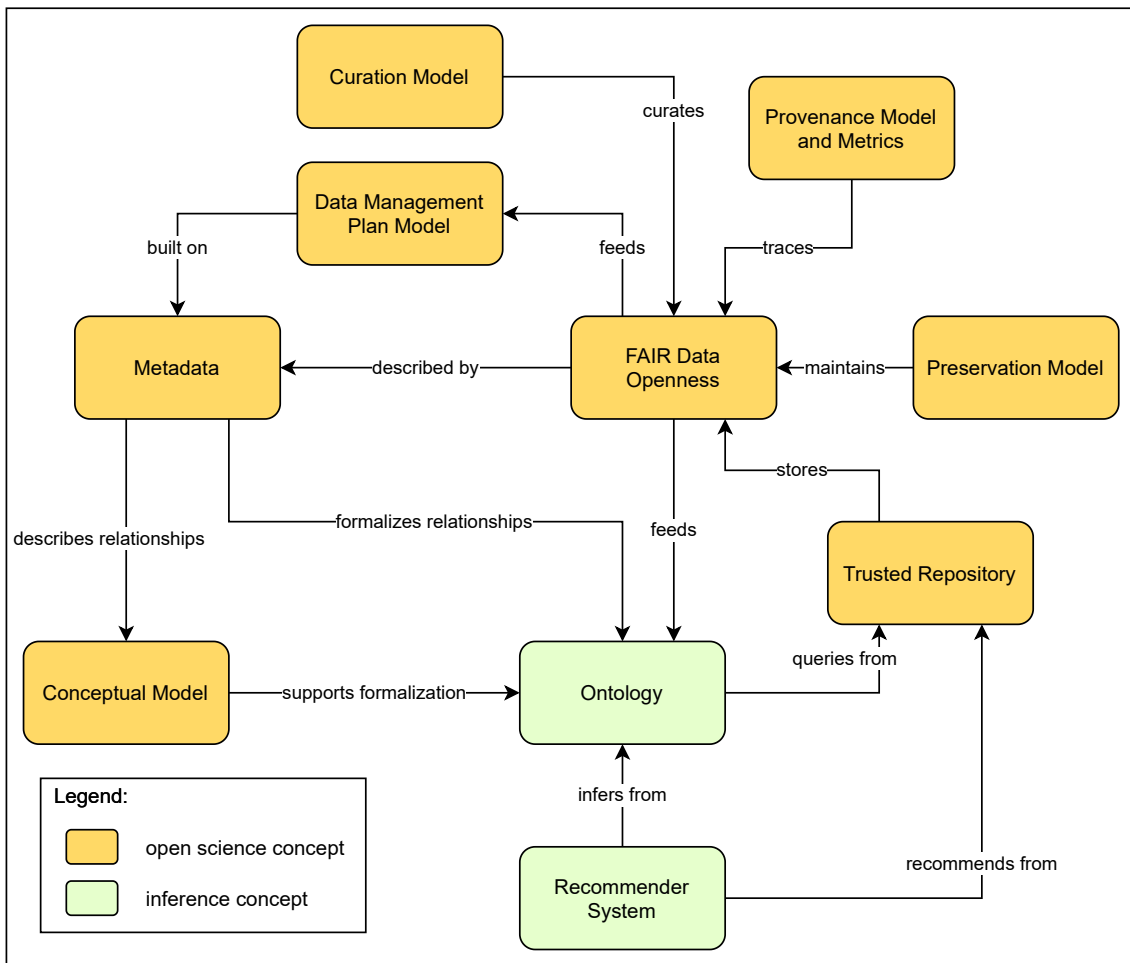 Curation Model
curates
Provenance Model
and Metrics
Data Management
Plan Model
built on
feeds
traces
Metadata
described by
FAIR Data
Openness
maintains
Preservation Model
stores
formalizes relationships
feeds
describes relationships
Trusted Repository
queries from
Conceptual Model
supports formalization
Ontology
Legend:
infers from
open science concept
recommends from
inference concept
Recommender
System